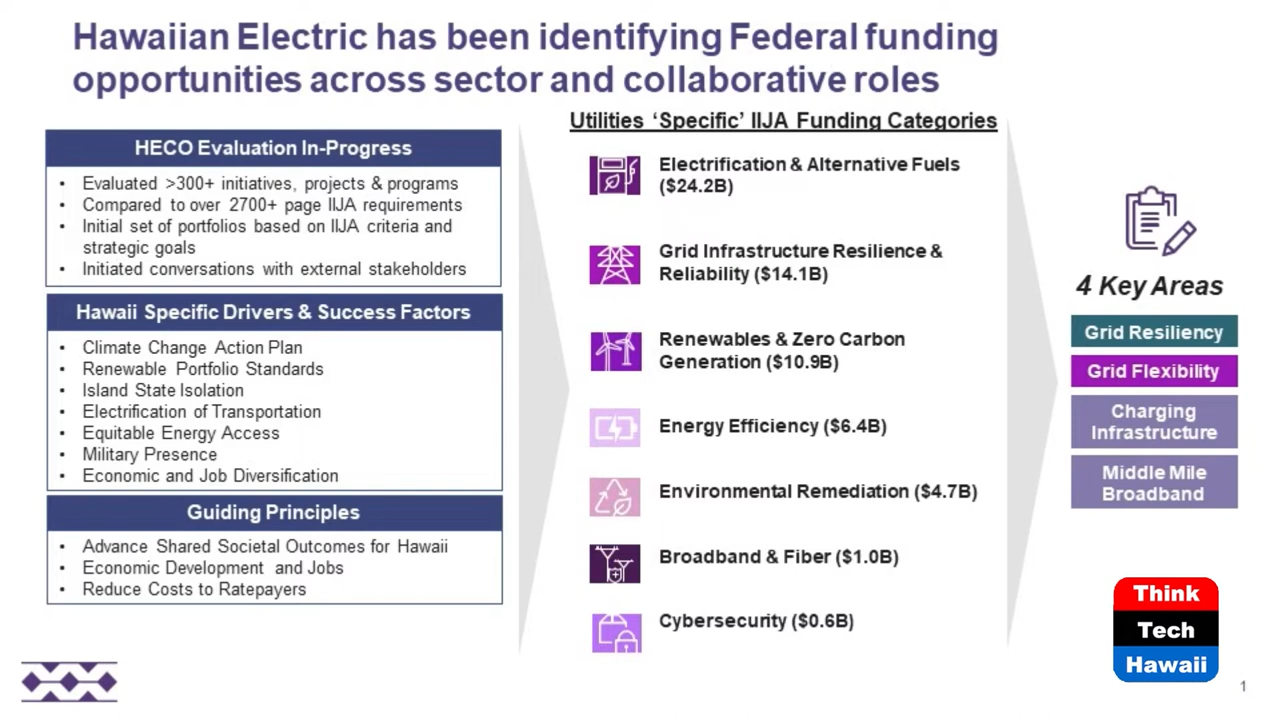 Hawaiian Electric has been identifying Federal funding
opportunities across sector and collaborative roles
HECO Evaluation In-Progress
• Evaluated >300+ initiatives, projects & programs
• Compared to over 2700+ page IIJA requirements
• Initial set of portfolios based on IIJA criteria and
strategic goals
• Initiated conversations with external stakeholders
Hawaii Specific Drivers & Success Factors
• Climate Change Action Plan
• Renewable Portfolio Standards
• Island State Isolation
• Electrification of Transportation
• Equitable Energy Access
• Military Presence
• Economic and Job Diversification
Guiding Principles
• Advance Shared Societal Outcomes for Hawaii
• Economic Development and Jobs
• Reduce Costs to Ratepayers
Utilities ‘Specific’ IIJA Funding Categories
Electrification & Alternative Fuels
($24.2B)
Grid Infrastructure Resilience &
Reliability ($14.1B)
Renewables & Zero Carbon
Generation ($10.9B)
Energy Efficiency ($6.4B)
Environmental Remediation ($4.7B)
Broadband & Fiber ($1.0B)
Cybersecurity ($0.6B)
4 Key Areas
Grid Resiliency
Grid Flexibility
Charging
Infrastructure
Middle Mile
Broadband
Think
Tech
Hawaii
1